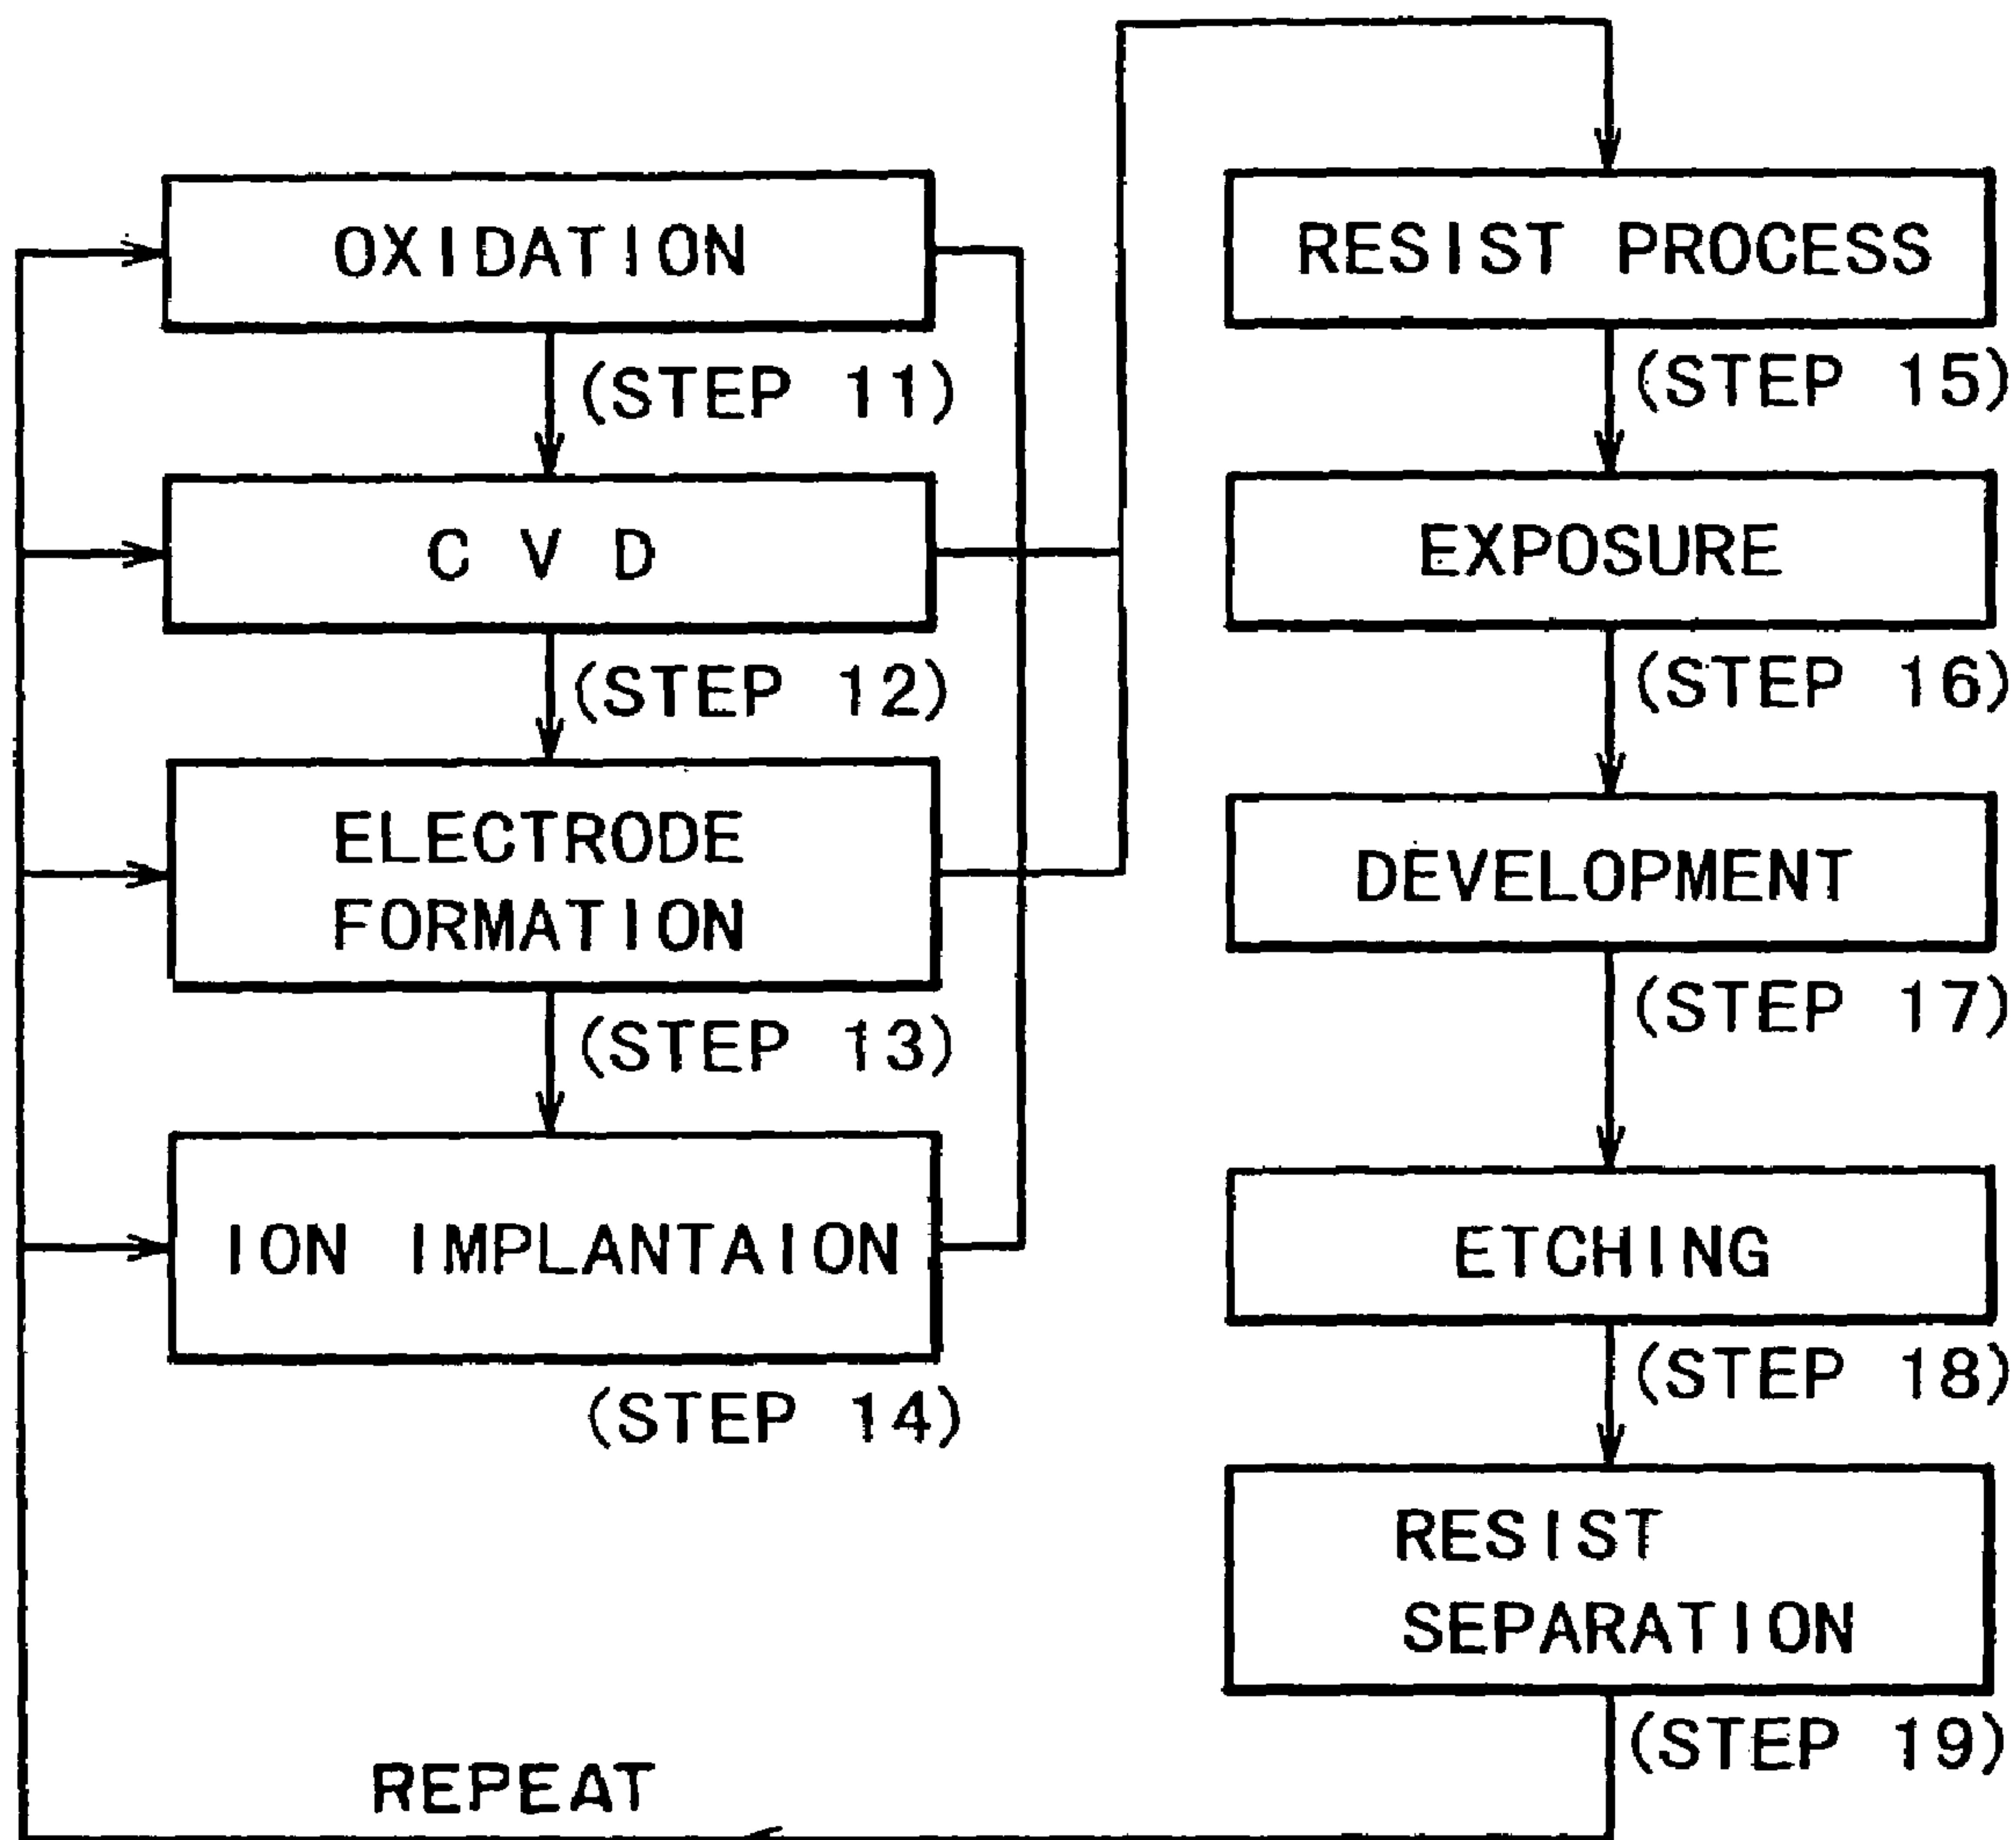 OXIDATION
(STEP 11)
C V D
(STEP 12)
ELECTRODE
FORMATION
(STEP 13)
ION IMPLANTAION
(STEP 14)
RESIST PROCESS
(STEP 15)
EXPOSURE
(STEP 16)
DEVELOPMENT
(STEP 17)
ETCHING
(STEP 18)
RESIST
SEPARATION
(STEP 19)
REPEAT